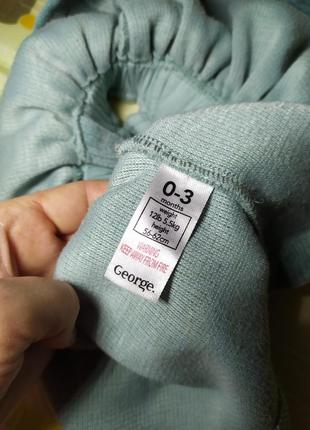 0-3
months
weight
12lb 5.5kg
height
56-62cm
WARNING
KEEP AWAY FROM FIRE
George